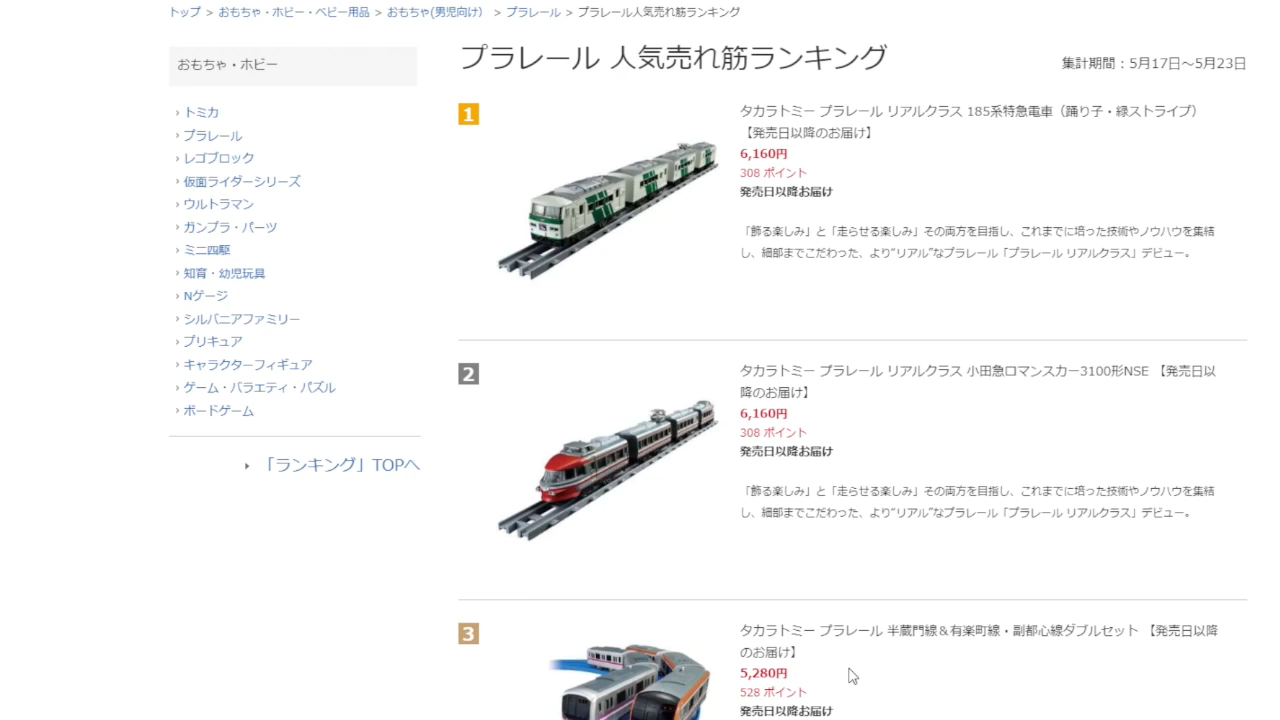 トップ > おもちゃ・ホビー・ベビー用品 > おもちゃ(男児向け) > プラレール > プラレール人気売れ筋ランキング
おもちゃ・ホビー
› トミカ
› プラレール
› レゴブロック
› 仮面ライダーシリーズ
› ウルトラマン
› ガンプラ・パーツ
› ミニ四駆
› 知育・幼児玩具
› Nゲージ
› シルバニアファミリー
› プリキュア
› キャラクターフィギュア
› ゲーム・バラエティ・パズル
› ボードゲーム
「ランキング」TOPへ
プラレール 人気売れ筋ランキング
集計期間：5月17日～5月23日
1
タカラトミー プラレール リアルクラス 185系特急電車（踊り子・緑ストライプ）
【発売日以降のお届け】
6,160円
308 ポイント
発売日以降お届け
「飾る楽しみ」と「走らせる楽しみ」その両方を目指し、これまでに培った技術やノウハウを集結
し、細部までこだわった、より“リアル”なプラレール「プラレール リアルクラス」デビュー。
2
タカラトミー プラレール リアルクラス 小田急ロマンスカー3100形NSE 【発売日以
降のお届け】
6,160円
308 ポイント
発売日以降お届け
「飾る楽しみ」と「走らせる楽しみ」その両方を目指し、これまでに培った技術やノウハウを集結
し、細部までこだわった、より“リアル”なプラレール「プラレール リアルクラス」デビュー。
3
タカラトミー プラレール 半蔵門線＆有楽町線・副都心線ダブルセット 【発売日以降
のお届け】
5,280円
528 ポイント
発売日以降お届け